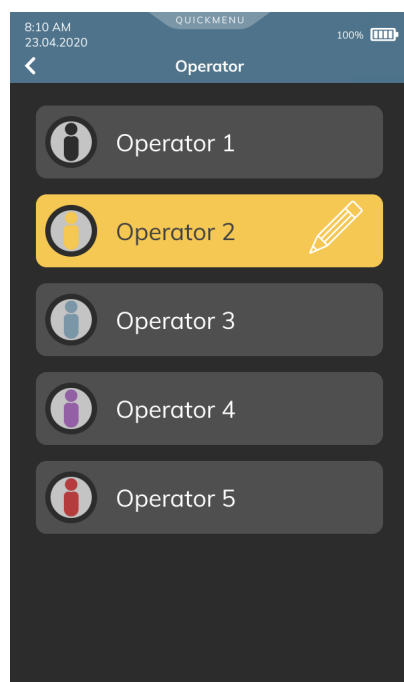 QUICKMENU
8:10 AM
100%
23.04.2020
Operator
Operator 1
Operator 2
Operator 3
Operator 4
Operator 5